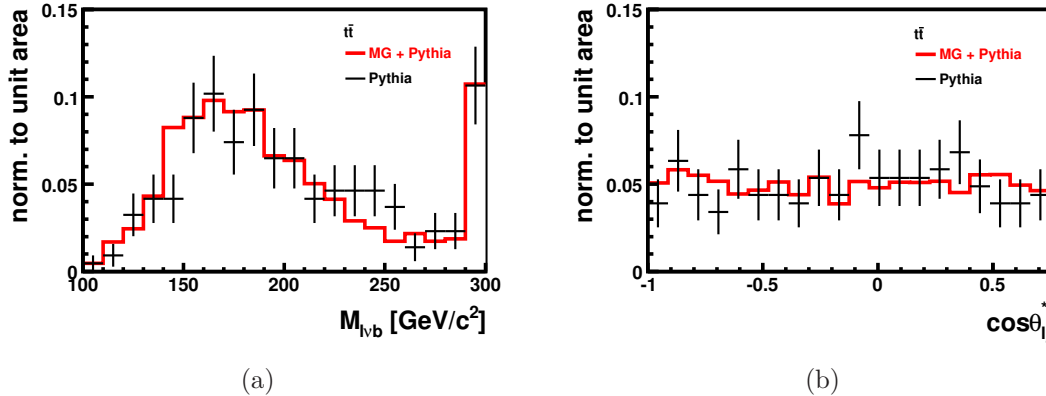 norm. to unit area
0.15
0.1
0.05
0
tt̄
MG + Pythia
Pythia
100 150 200 250 300
M_lνb [GeV/c²]
(a)
norm. to unit area
0.15
0.1
0.05
0
tt̄
MG + Pythia
Pythia
-1 -0.5 0 0.5
cosθ_l^*
(b)